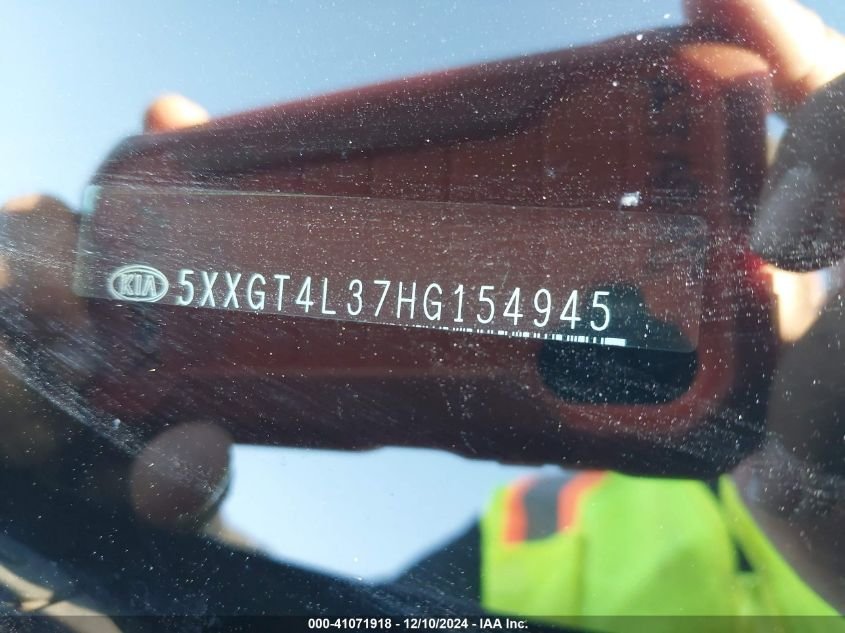 KIA 5XXGT4L37HG154945
000-41071918 - 12/10/2024 - IAA Inc.